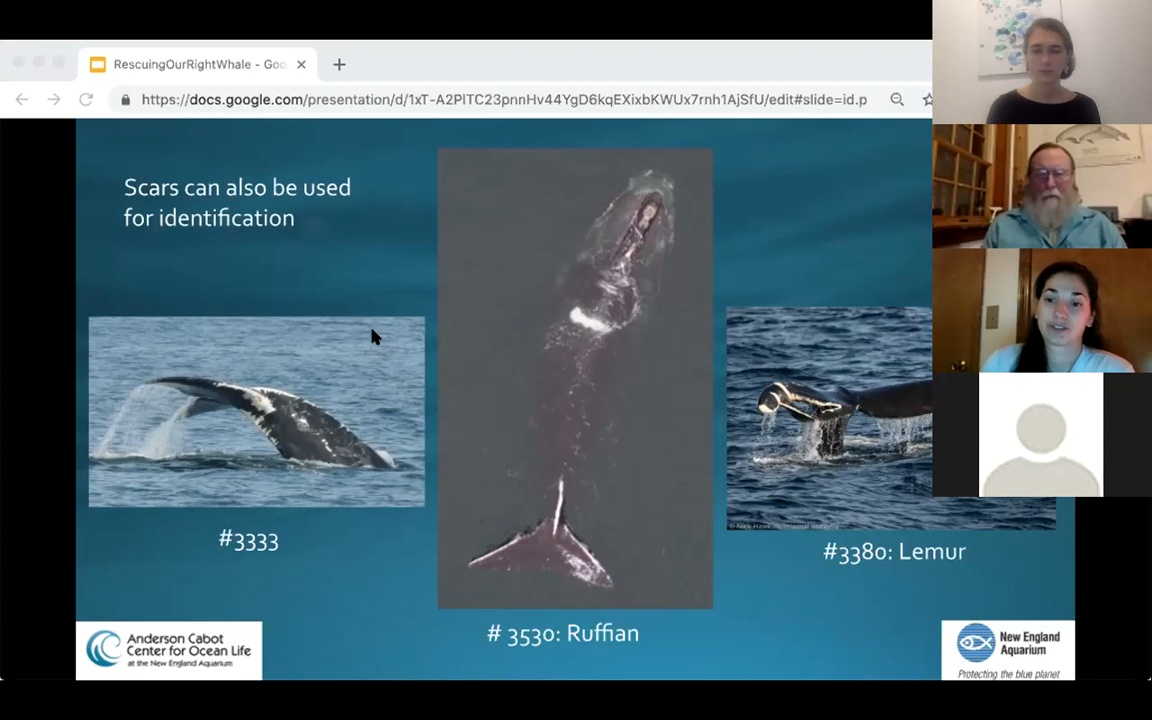 RescuingOurRightWhale - Goo
https://docs.google.com/presentation/d/1xT-A2PlTC23pnnHv44YgD6kqEXixbKWUx7rnh1AjSfU/edit#slide=id.p
Scars can also be used
for identification
#3333
# 3530: Ruffian
#3380: Lemur
Anderson Cabot
Center for Ocean Life
at the New England Aquarium
New England
Aquarium
Protecting the blue planet